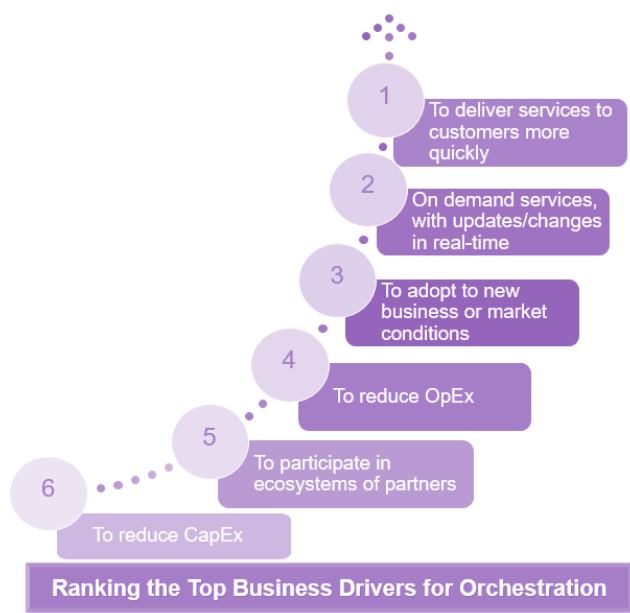 1
To deliver services to
customers more
quickly
2
On demand services,
with updates/changes
in real-time
3
To adopt to new
business or market
conditions
4
To reduce OpEx
5
To participate in
ecosystems of partners
6
To reduce CapEx
Ranking the Top Business Drivers for Orchestration